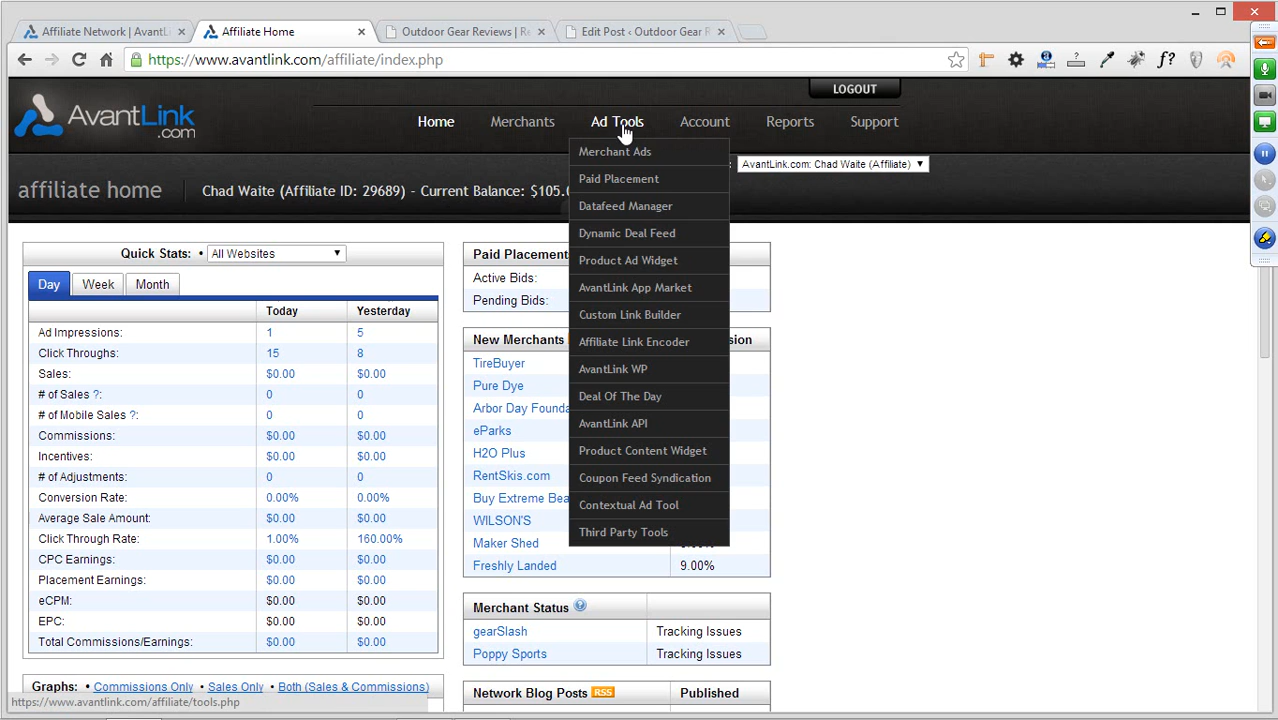 Affiliate Network | AvantL
Affiliate Home
Outdoor Gear Reviews | Re
Edit Post ‹ Outdoor Gear R
https://www.avantlink.com/affiliate/index.php
f?
LOGOUT
AvantLink
.com
Home
Merchants
Ad Tools
Account
Reports
Support
affiliate home
Chad Waite (Affiliate ID: 29689) - Current Balance: $105.0
AvantLink.com: Chad Waite (Affiliate)
Merchant Ads
Paid Placement
Datafeed Manager
Dynamic Deal Feed
Product Ad Widget
AvantLink App Market
Custom Link Builder
Affiliate Link Encoder
AvantLink WP
Deal Of The Day
AvantLink API
Product Content Widget
Coupon Feed Syndication
Contextual Ad Tool
Third Party Tools
Quick Stats: • All Websites
Day Week Month
Today Yesterday
Ad Impressions: 1 5
Click Throughs: 15 8
Sales: $0.00 $0.00
# of Sales ?: 0 0
# of Mobile Sales ?: 0 0
Commissions: $0.00 $0.00
Incentives: $0.00 $0.00
# of Adjustments: 0 0
Conversion Rate: 0.00% 0.00%
Average Sale Amount: $0.00 $0.00
Click Through Rate: 1.00% 160.00%
CPC Earnings: $0.00 $0.00
Placement Earnings: $0.00 $0.00
eCPM: $0.00 $0.00
EPC: $0.00 $0.00
Total Commissions/Earnings: $0.00 $0.00
Graphs: Commissions Only • Sales Only • Both (Sales & Commissions)
https://www.avantlink.com/affiliate/tools.php
Paid Placement
Active Bids:
Pending Bids:
New Merchants
TireBuyer
Pure Dye
Arbor Day Founda
eParks
H2O Plus
RentSkis.com
Buy Extreme Bea
WILSON'S
Maker Shed
Freshly Landed 9.00%
Merchant Status
gearSlash Tracking Issues
Poppy Sports Tracking Issues
Network Blog Posts RSS Published